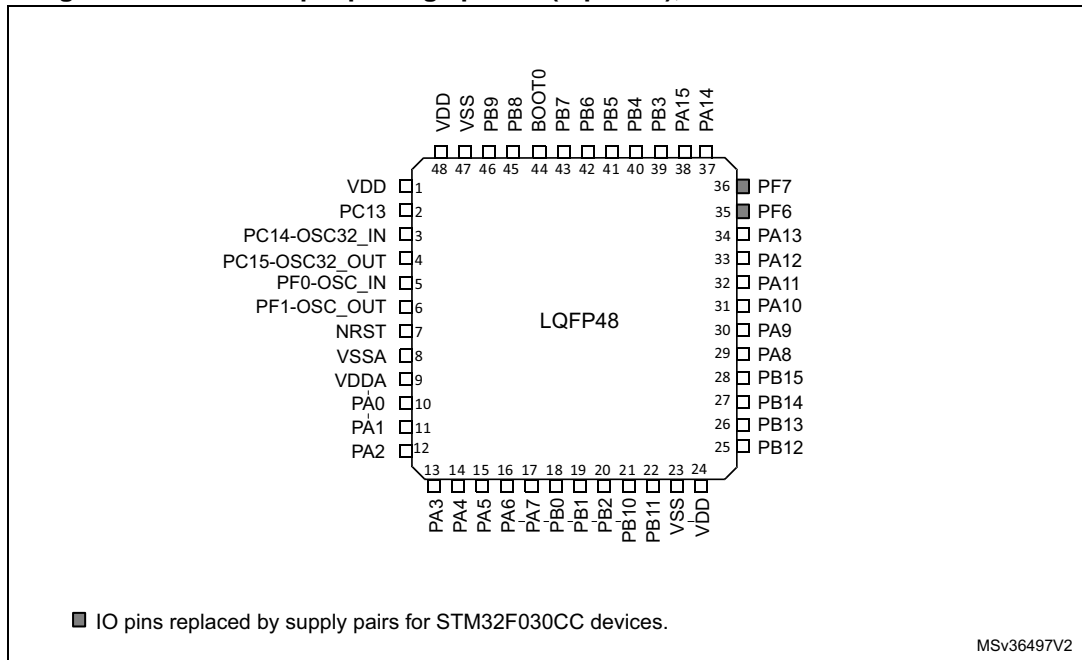 VDD VSS PB9 PB8 BOOT0 PB7 PB6 PB5 PB4 PB3 PA15 PA14
48 47 46 45 44 43 42 41 40 39 38 37
VDD 1
PC13 2
PC14-OSC32_IN 3
PC15-OSC32_OUT 4
PF0-OSC_IN 5
PF1-OSC_OUT 6
NRST 7
VSSA 8
VDDA 9
PA0 10
PA1 11
PA2 12
LQFP48
36 PF7
35 PF6
34 PA13
33 PA12
32 PA11
31 PA10
30 PA9
29 PA8
28 PB15
27 PB14
26 PB13
25 PB12
13 14 15 16 17 18 19 20 21 22 23 24
PA3 PA4 PA5 PA6 PA7 PB0 PB1 PB2 PB10 PB11 VSS VDD
IO pins replaced by supply pairs for STM32F030CC devices.
MSv36497V2